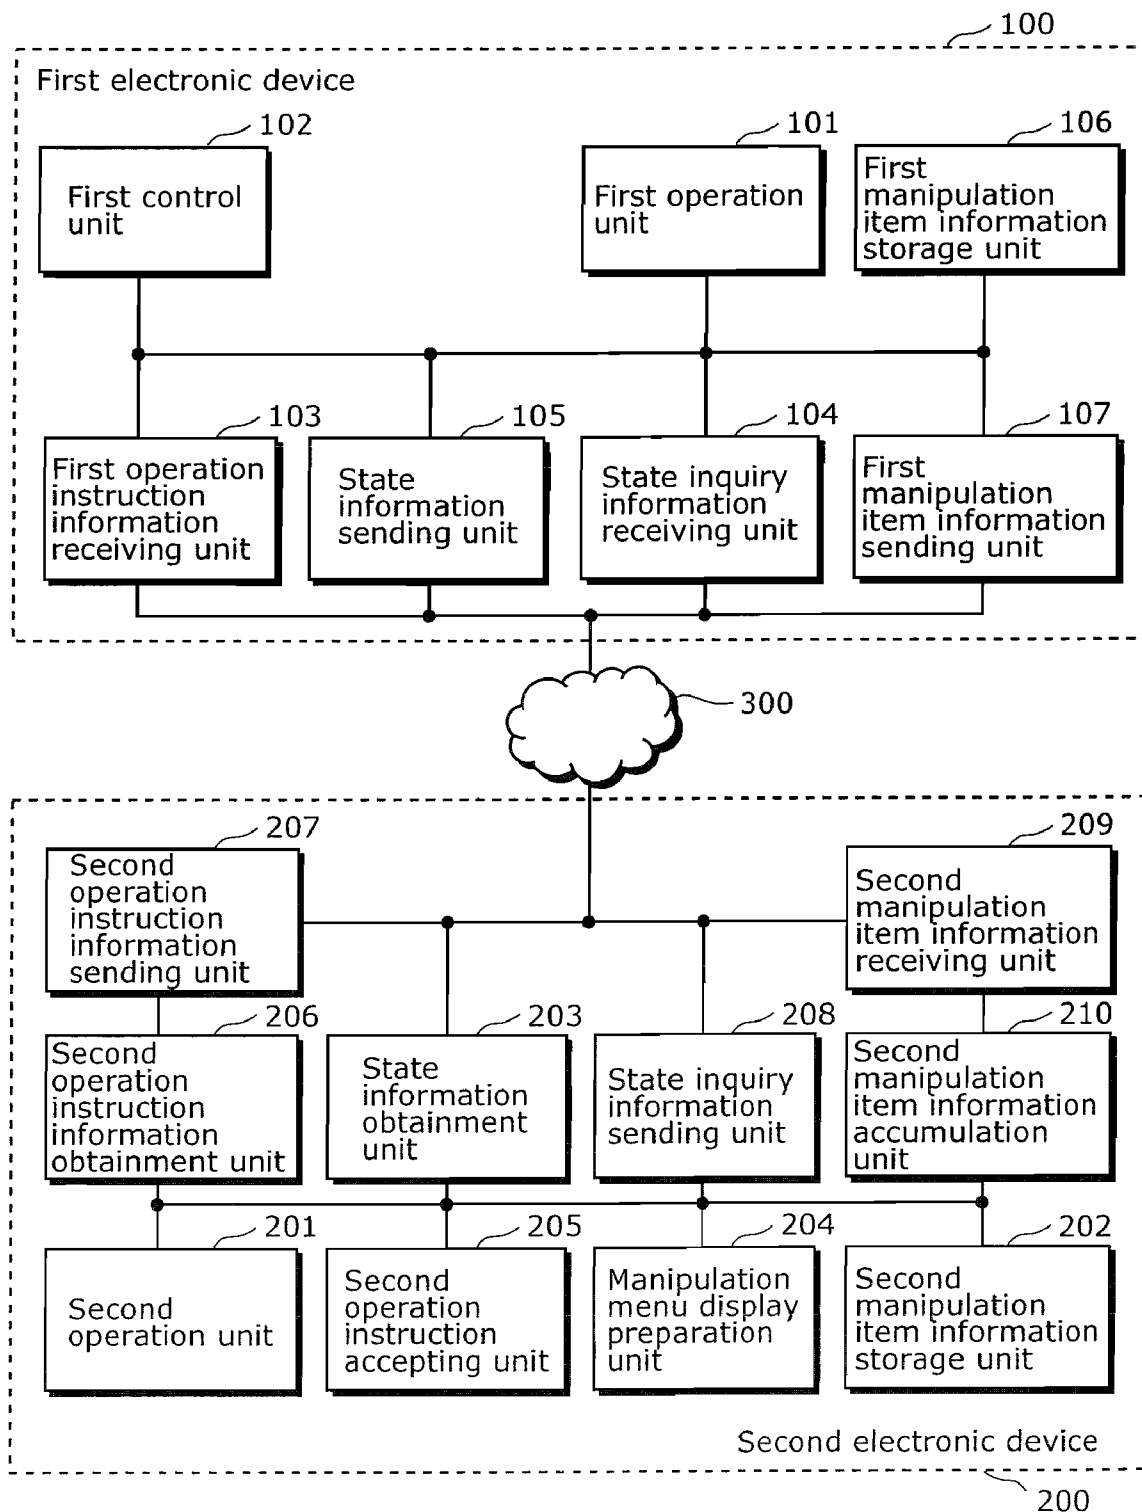 100
First electronic device
102
101
106
First control
unit
First operation
unit
First
manipulation
item information
storage unit
103
105
104
107
First operation
instruction
information
receiving unit
State
information
sending unit
State inquiry
information
receiving unit
First
manipulation
item information
sending unit
300
207
209
Second
operation
instruction
information
sending unit
Second
manipulation
item information
receiving unit
206
203
208
210
Second
operation
instruction
information
obtainment unit
State
information
obtainment
unit
State inquiry
information
sending unit
Second
manipulation
item information
accumulation
unit
201
205
204
202
Second
operation unit
Second
operation
instruction
accepting unit
Manipulation
menu display
preparation
unit
Second
manipulation
item information
storage unit
Second electronic device
200